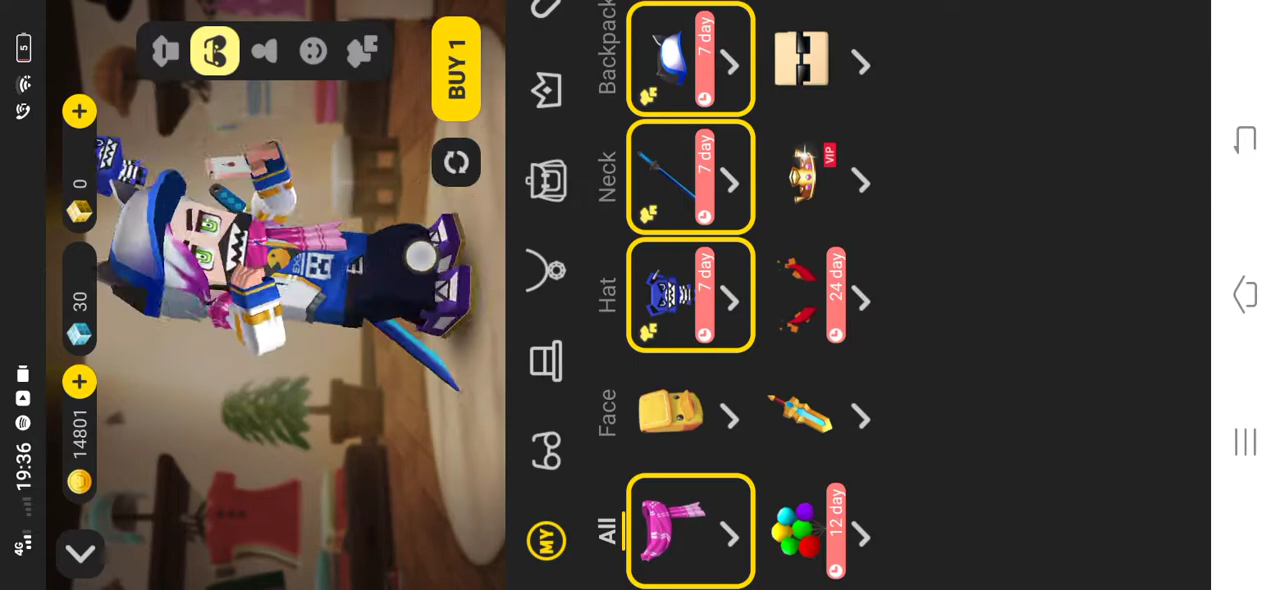 4G 19:36 5
14801
30
0
BUY 1
MY
All Face Hat Neck Backpack
7 day
7 day
7 day
12 day
24 day
VIP